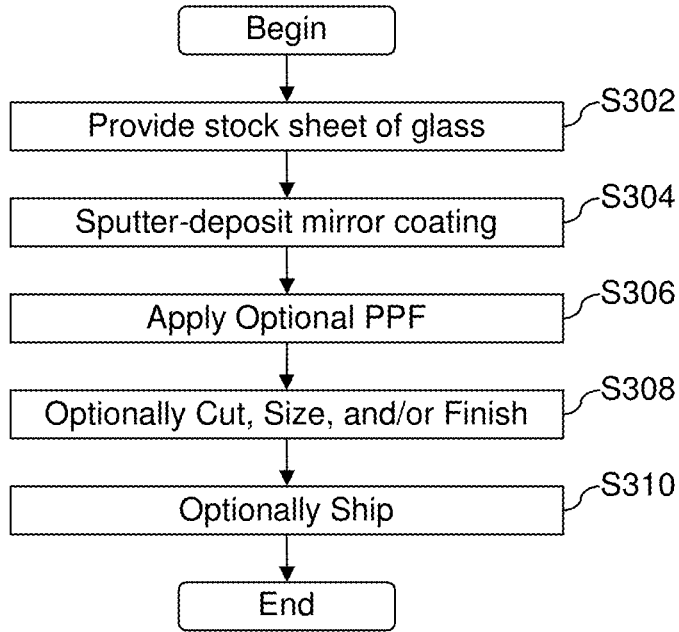 Begin
S302
Provide stock sheet of glass
S304
Sputter-deposit mirror coating
S306
Apply Optional PPF
S308
Optionally Cut, Size, and/or Finish
S310
Optionally Ship
End